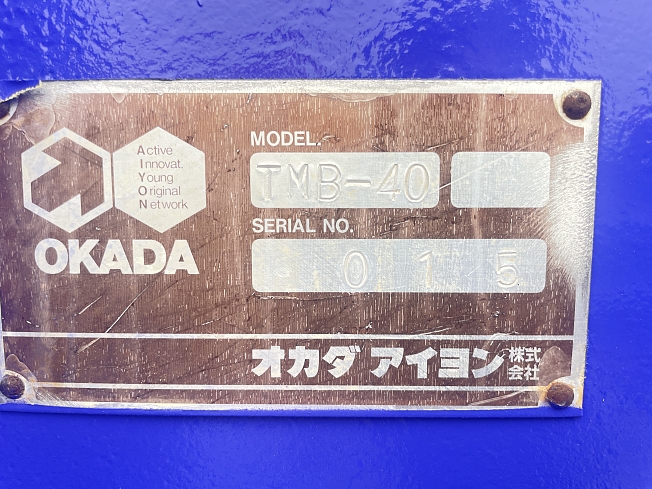 Active
Innovat.
Young
Original
Network
OKADA
MODEL.
TMB-40
SERIAL NO.
- 0 1 5
オカダ アイヨン 株式会社